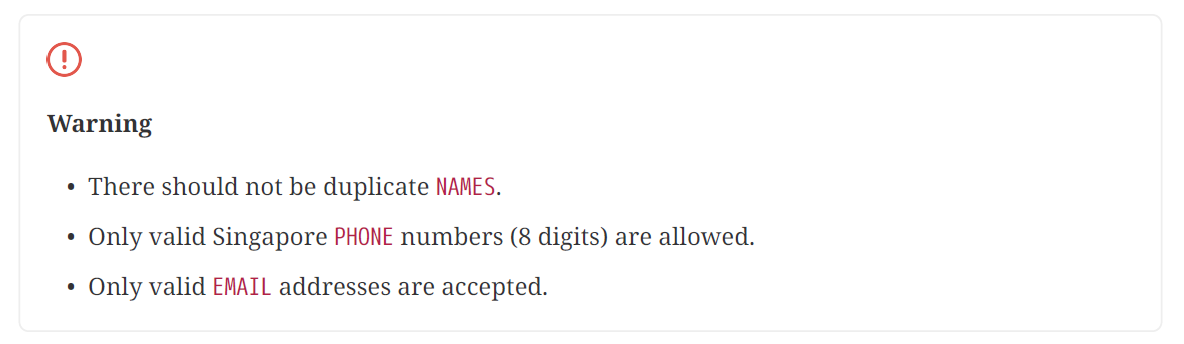 Warning
• There should not be duplicate NAMES.
• Only valid Singapore PHONE numbers (8 digits) are allowed.
• Only valid EMAIL addresses are accepted.